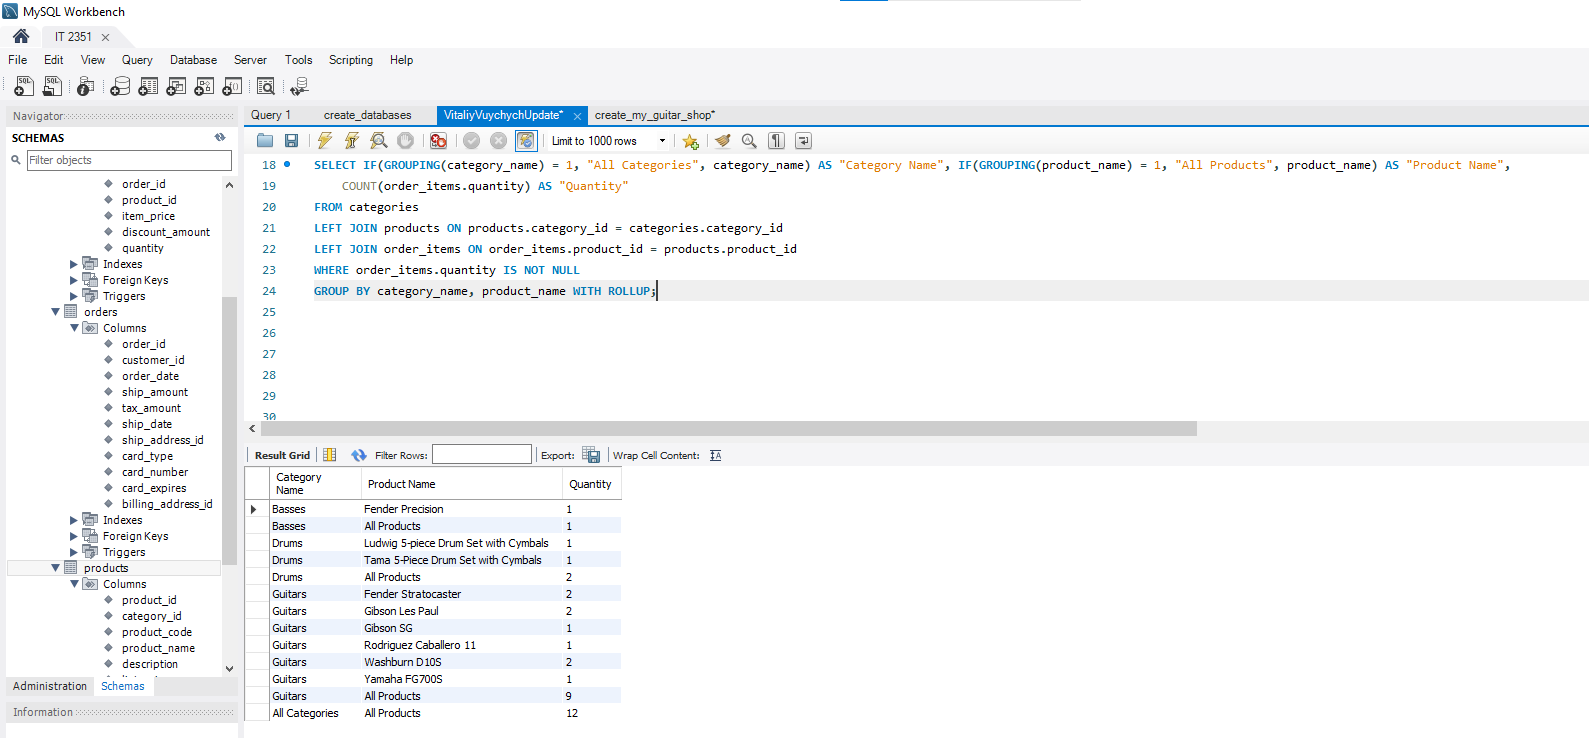 MySQL Workbench
IT 2351
File Edit View Query Database Server Tools Scripting Help
Navigator
SCHEMAS
Filter objects
order_id
product_id
item_price
discount_amount
quantity
Indexes
Foreign Keys
Triggers
orders
Columns
order_id
customer_id
order_date
ship_amount
tax_amount
ship_date
ship_address_id
card_type
card_number
card_expires
billing_address_id
Indexes
Foreign Keys
Triggers
products
Columns
product_id
category_id
product_code
product_name
description
Administration Schemas
Information
Query 1 create_databases VitaliyVuychychUpdate* create_my_guitar_shop*
Limit to 1000 rows
18 SELECT IF(GROUPING(category_name) = 1, "All Categories", category_name) AS "Category Name", IF(GROUPING(product_name) = 1, "All Products", product_name) AS "Product Name",
19 COUNT(order_items.quantity) AS "Quantity"
20 FROM categories
21 LEFT JOIN products ON products.category_id = categories.category_id
22 LEFT JOIN order_items ON order_items.product_id = products.product_id
23 WHERE order_items.quantity IS NOT NULL
24 GROUP BY category_name, product_name WITH ROLLUP;
25
26
27
28
29
30
Result Grid Filter Rows: Export: Wrap Cell Content:
Category Name Product Name Quantity
Basses Fender Precision 1
Basses All Products 1
Drums Ludwig 5-piece Drum Set with Cymbals 1
Drums Tama 5-Piece Drum Set with Cymbals 1
Drums All Products 2
Guitars Fender Stratocaster 2
Guitars Gibson Les Paul 2
Guitars Gibson SG 1
Guitars Rodriguez Caballero 11 1
Guitars Washburn D10S 2
Guitars Yamaha FG700S 1
Guitars All Products 9
All Categories All Products 12